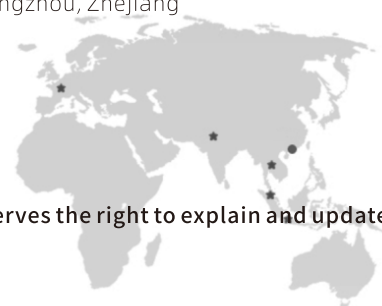 ngzhou, Zhejiang
erves the right to explain and update